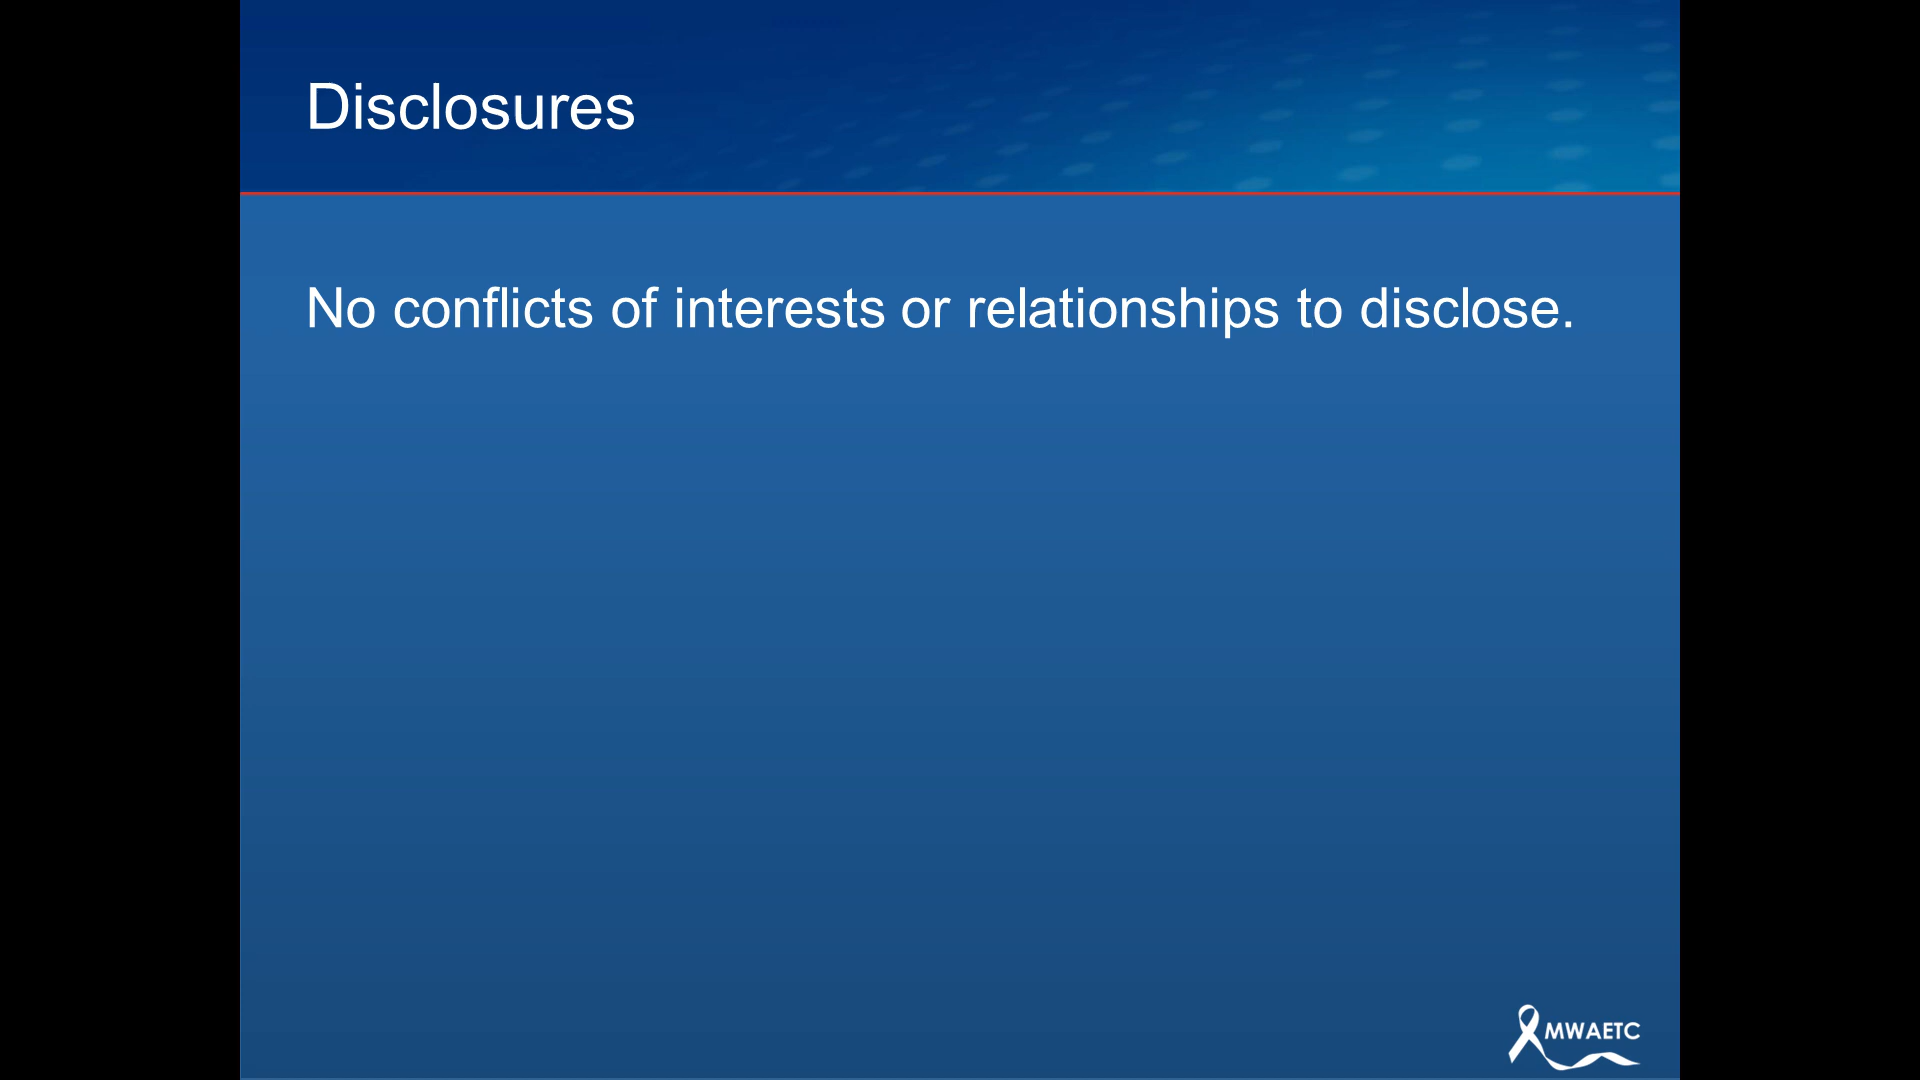 Disclosures
No conflicts of interests or relationships to disclose.
MWAETC